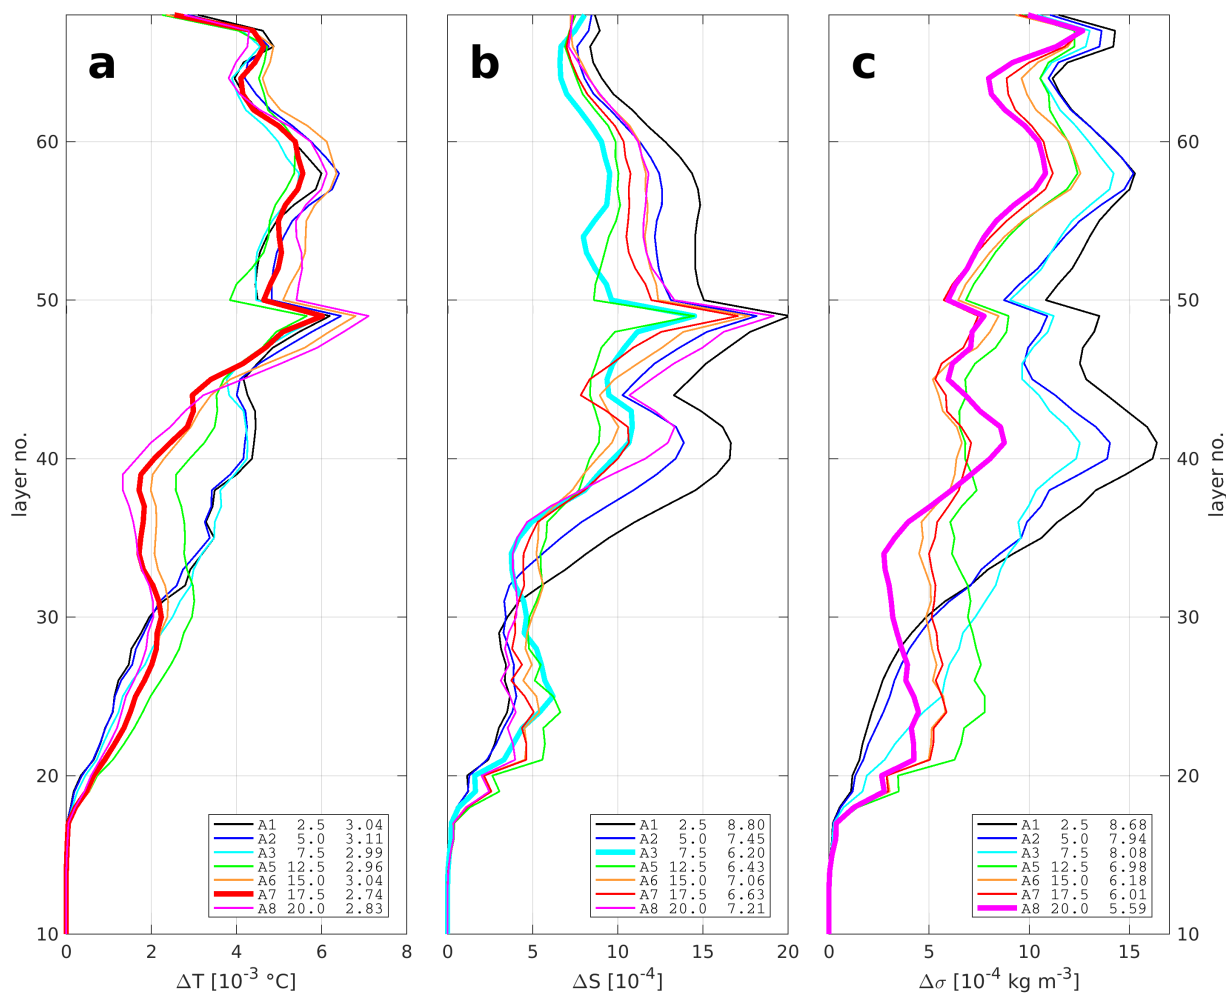 a
b
c
60
50
40
30
20
10
layer no.
A1 2.5 3.04
A2 5.0 3.11
A3 7.5 2.99
A5 12.5 2.96
A6 15.0 3.04
A7 17.5 2.74
A8 20.0 2.83
0 2 4 6 8
ΔT [10⁻³ °C]
A1 2.5 8.80
A2 5.0 7.45
A3 7.5 6.20
A5 12.5 6.43
A6 15.0 7.06
A7 17.5 6.63
A8 20.0 7.21
0 5 10 15 20
ΔS [10⁻⁴]
A1 2.5 8.68
A2 5.0 7.94
A3 7.5 8.08
A5 12.5 6.98
A6 15.0 6.18
A7 17.5 6.01
A8 20.0 5.59
0 5 10 15
Δσ [10⁻⁴ kg m⁻³]
60
50
40
30
20
10
layer no.